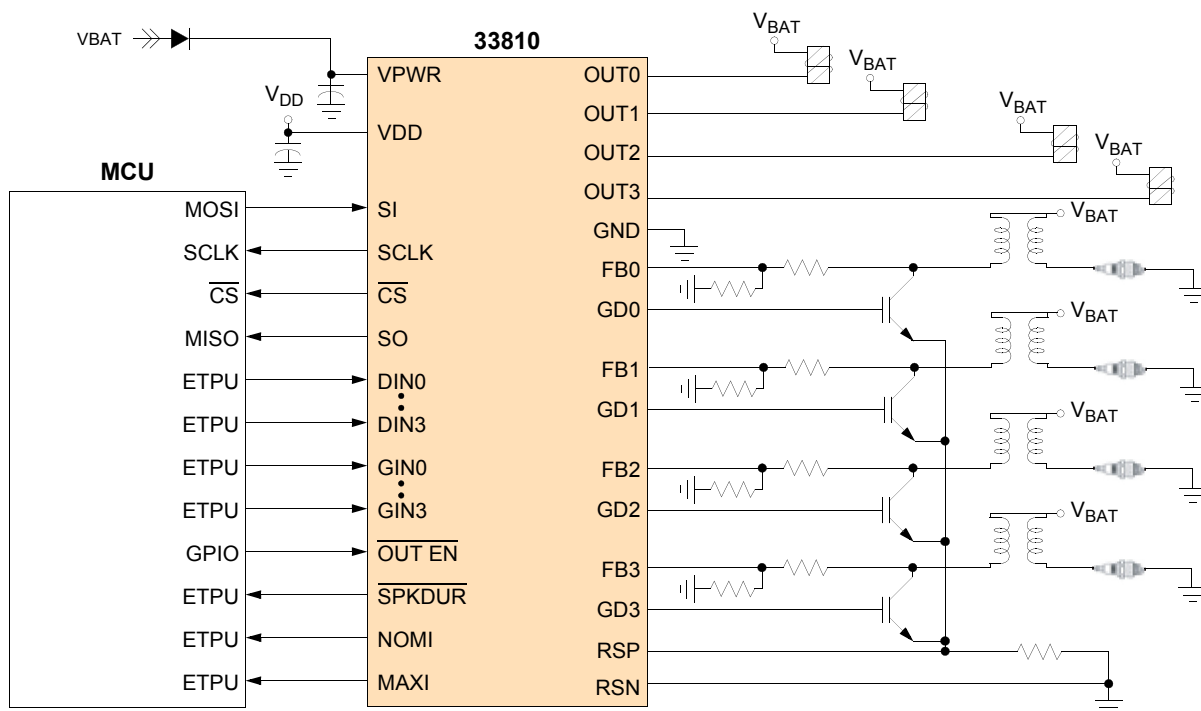 VBAT
33810
VBAT
VBAT
VBAT
VBAT
VDD
MCU
VPWR
VDD
SI
SCLK
CS
SO
DIN0
DIN3
GIN0
GIN3
OUT EN
SPKDUR
NOMI
MAXI
OUT0
OUT1
OUT2
OUT3
GND
FB0
GD0
FB1
GD1
FB2
GD2
FB3
GD3
RSP
RSN
MOSI
SCLK
CS
MISO
ETPU
ETPU
ETPU
ETPU
GPIO
ETPU
ETPU
ETPU
VBAT
VBAT
VBAT
VBAT